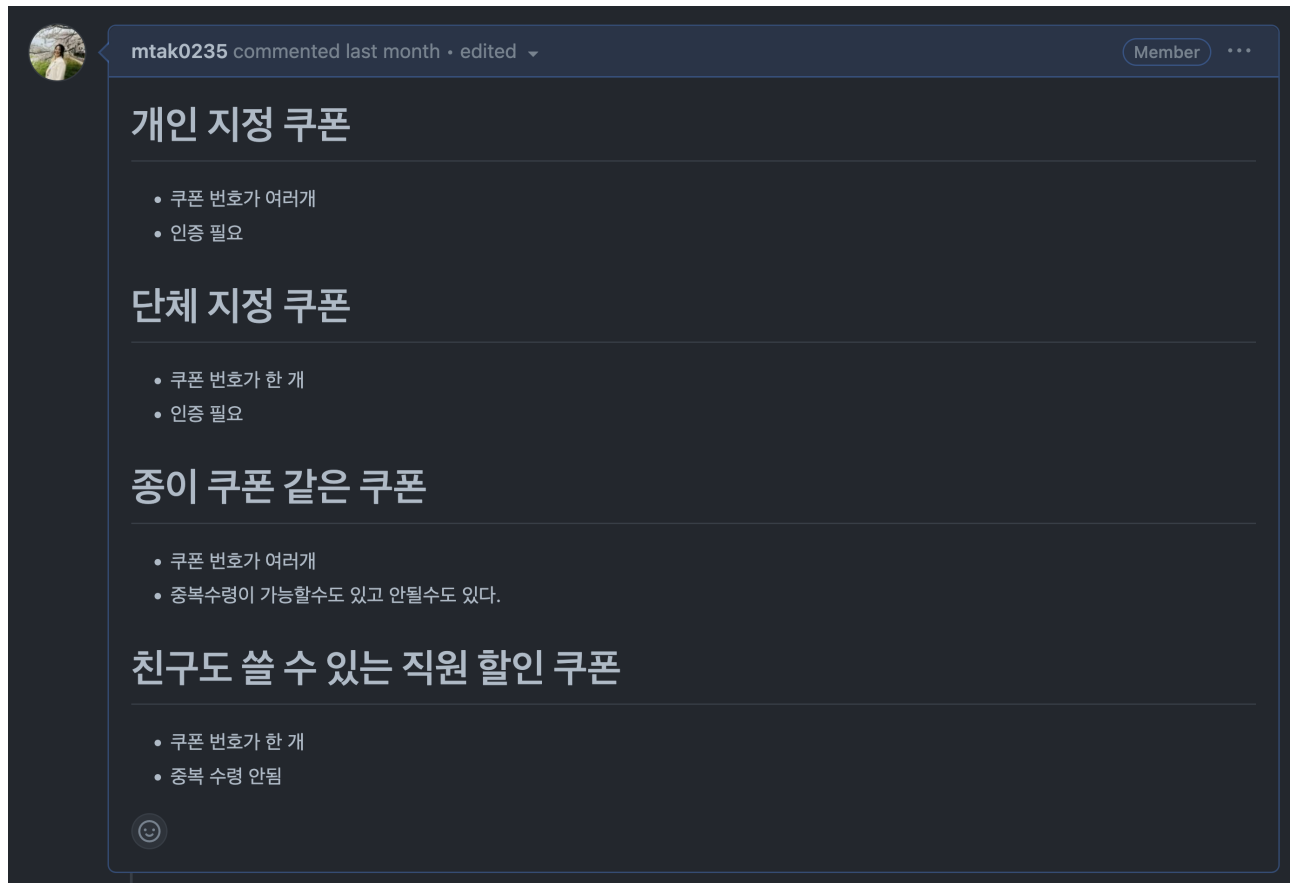 mtak0235 commented last month • edited
Member
개인 지정 쿠폰
• 쿠폰 번호가 여러개
• 인증 필요
단체 지정 쿠폰
• 쿠폰 번호가 한 개
• 인증 필요
종이 쿠폰 같은 쿠폰
• 쿠폰 번호가 여러개
• 중복수령이 가능할수도 있고 안될수도 있다.
친구도 쓸 수 있는 직원 할인 쿠폰
• 쿠폰 번호가 한 개
• 중복 수령 안됨